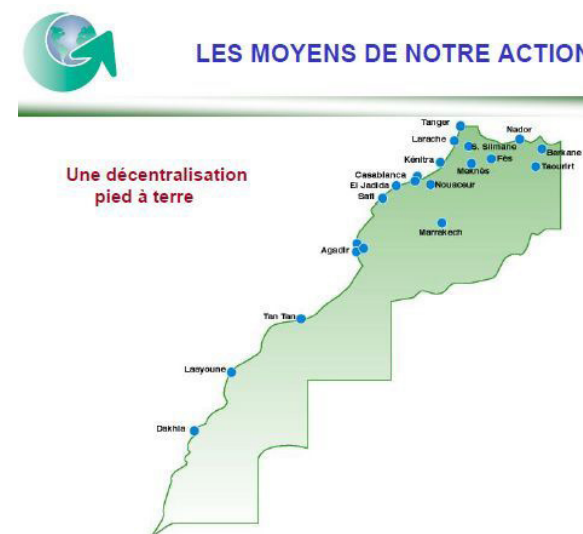 LES MOYENS DE NOTRE ACTION
Une décentralisation
pied à terre
Tanger
Nador
Larache
S. Slimane
Berkane
Kénitra
Fès
Meknès
Taourirt
Casablanca
El Jadida
Nouaceur
Safi
Marrakech
Agadir
Tan Tan
Laayoune
Dakhla